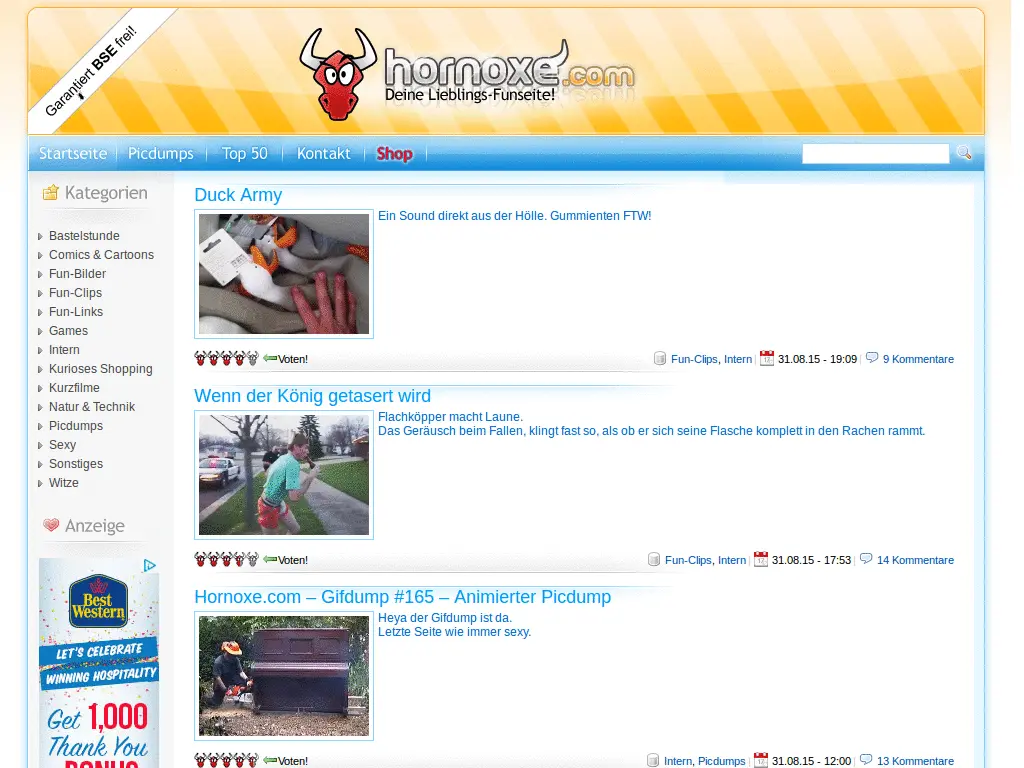 Garantiert BSE frei!
hornoxe.com
Deine Lieblings-Funseite!
Startseite
Picdumps
Top 50
Kontakt
Shop
Kategorien
Bastelstunde
Comics & Cartoons
Fun-Bilder
Fun-Clips
Fun-Links
Games
Intern
Kurioses Shopping
Kurzfilme
Natur & Technik
Picdumps
Sexy
Sonstiges
Witze
Anzeige
Best
Western
LET'S CELEBRATE
WINNING HOSPITALITY
Get 1,000
Thank You
BONUS
Duck Army
Ein Sound direkt aus der Hölle. Gummienten FTW!
Voten!
Fun-Clips, Intern
31.08.15 - 19:09
9 Kommentare
Wenn der König getasert wird
Flachköpper macht Laune.
Das Geräusch beim Fallen, klingt fast so, als ob er sich seine Flasche komplett in den Rachen rammt.
Voten!
Fun-Clips, Intern
31.08.15 - 17:53
14 Kommentare
Hornoxe.com – Gifdump #165 – Animierter Picdump
Heya der Gifdump ist da.
Letzte Seite wie immer sexy.
Voten!
Intern, Picdumps
31.08.15 - 12:00
13 Kommentare